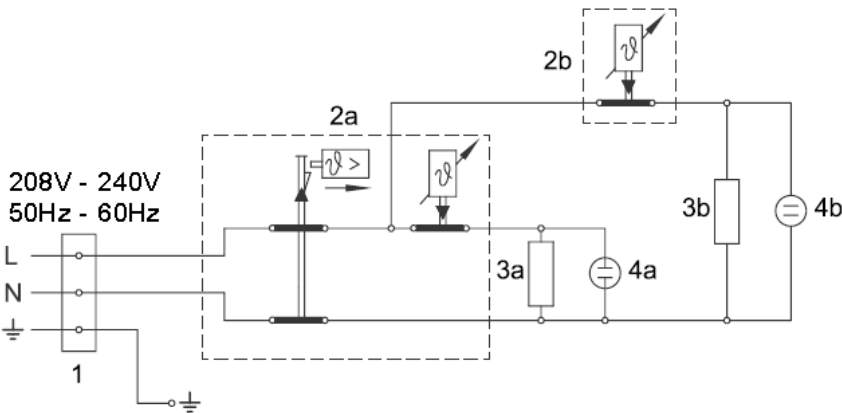 2b
ϑ
2a
ϑ >
ϑ
208V - 240V
50Hz - 60Hz
3b
4b
L
3a
4a
N
1